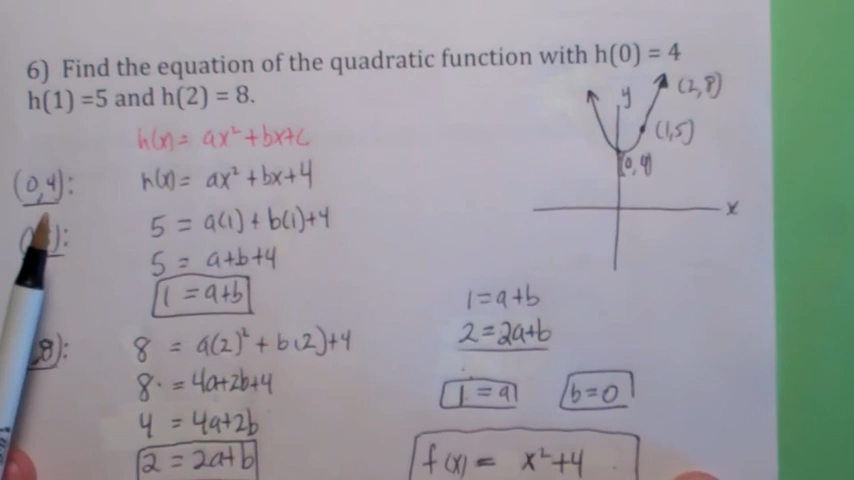 6) Find the equation of the quadratic function with h(0) = 4
h(1) =5 and h(2) = 8.
y
(2,8)
(1,5)
(0,4)
x
h(x) = ax² + bx + c
(0,4): h(x) = ax² + bx + 4
5 = a(1) + b(1) + 4
5 = a+b+4
1 = a+b
8): 8 = a(2)² + b(2) + 4
8 = 4a+2b+4
4 = 4a+2b
2 = 2a+b
1 = a+b
2 = 2a+b
1 = a b = 0
f(x) = x²+4